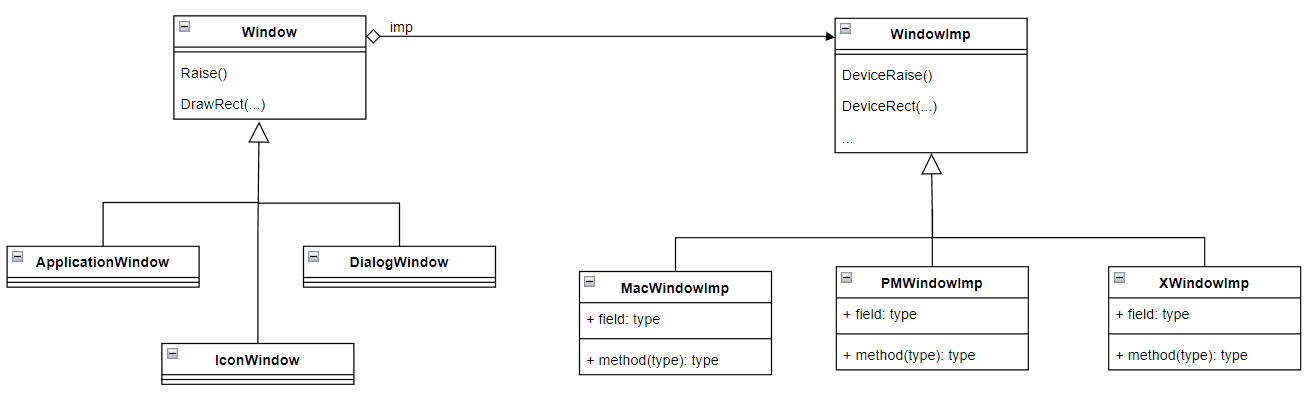 Window
Raise()
DrawRect(...)
imp
WindowImp
DeviceRaise()
DeviceRect(...)
...
ApplicationWindow
DialogWindow
IconWindow
MacWindowImp
+ field: type
+ method(type): type
PMWindowImp
+ field: type
+ method(type): type
XWindowImp
+ field: type
+ method(type): type